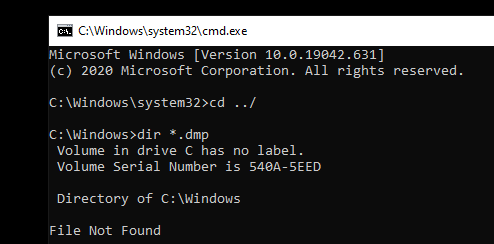 C:\Windows\system32\cmd.exe
Microsoft Windows [Version 10.0.19042.631]
(c) 2020 Microsoft Corporation. All rights reserved.
C:\Windows\system32>cd ../
C:\Windows>dir *.dmp
Volume in drive C has no label.
Volume Serial Number is 540A-5EED
Directory of C:\Windows
File Not Found